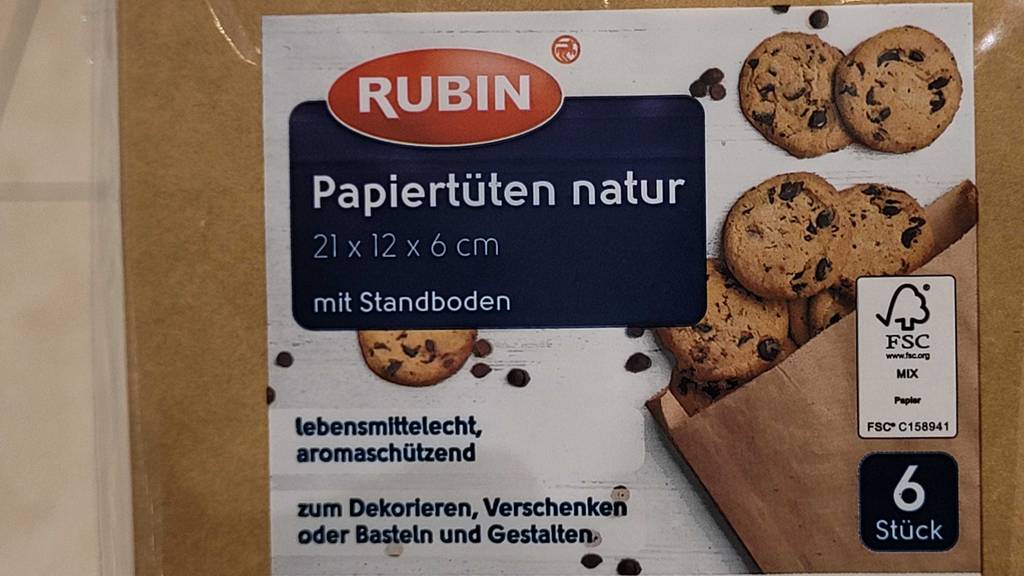 RUBIN
Papiertüten natur
21 x 12 x 6 cm
mit Standboden
lebensmittelecht,
aromaschützend
zum Dekorieren, Verschenken
oder Basteln und Gestalten.
FSC
www.fsc.org
MIX
Papier
FSC® C158941
6
Stück